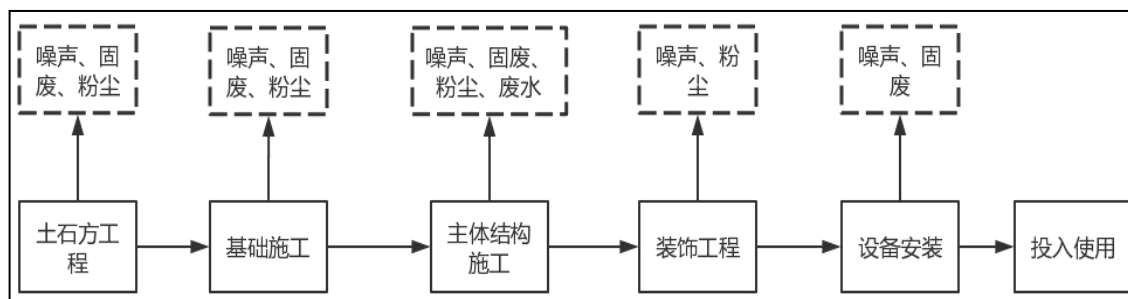 噪声、固
废、粉尘
噪声、固
废、粉尘
噪声、固废、
粉尘、废水
噪声、粉
尘
噪声、固
废
土石方工
程
基础施工
主体结构
施工
装饰工程
设备安装
投入使用